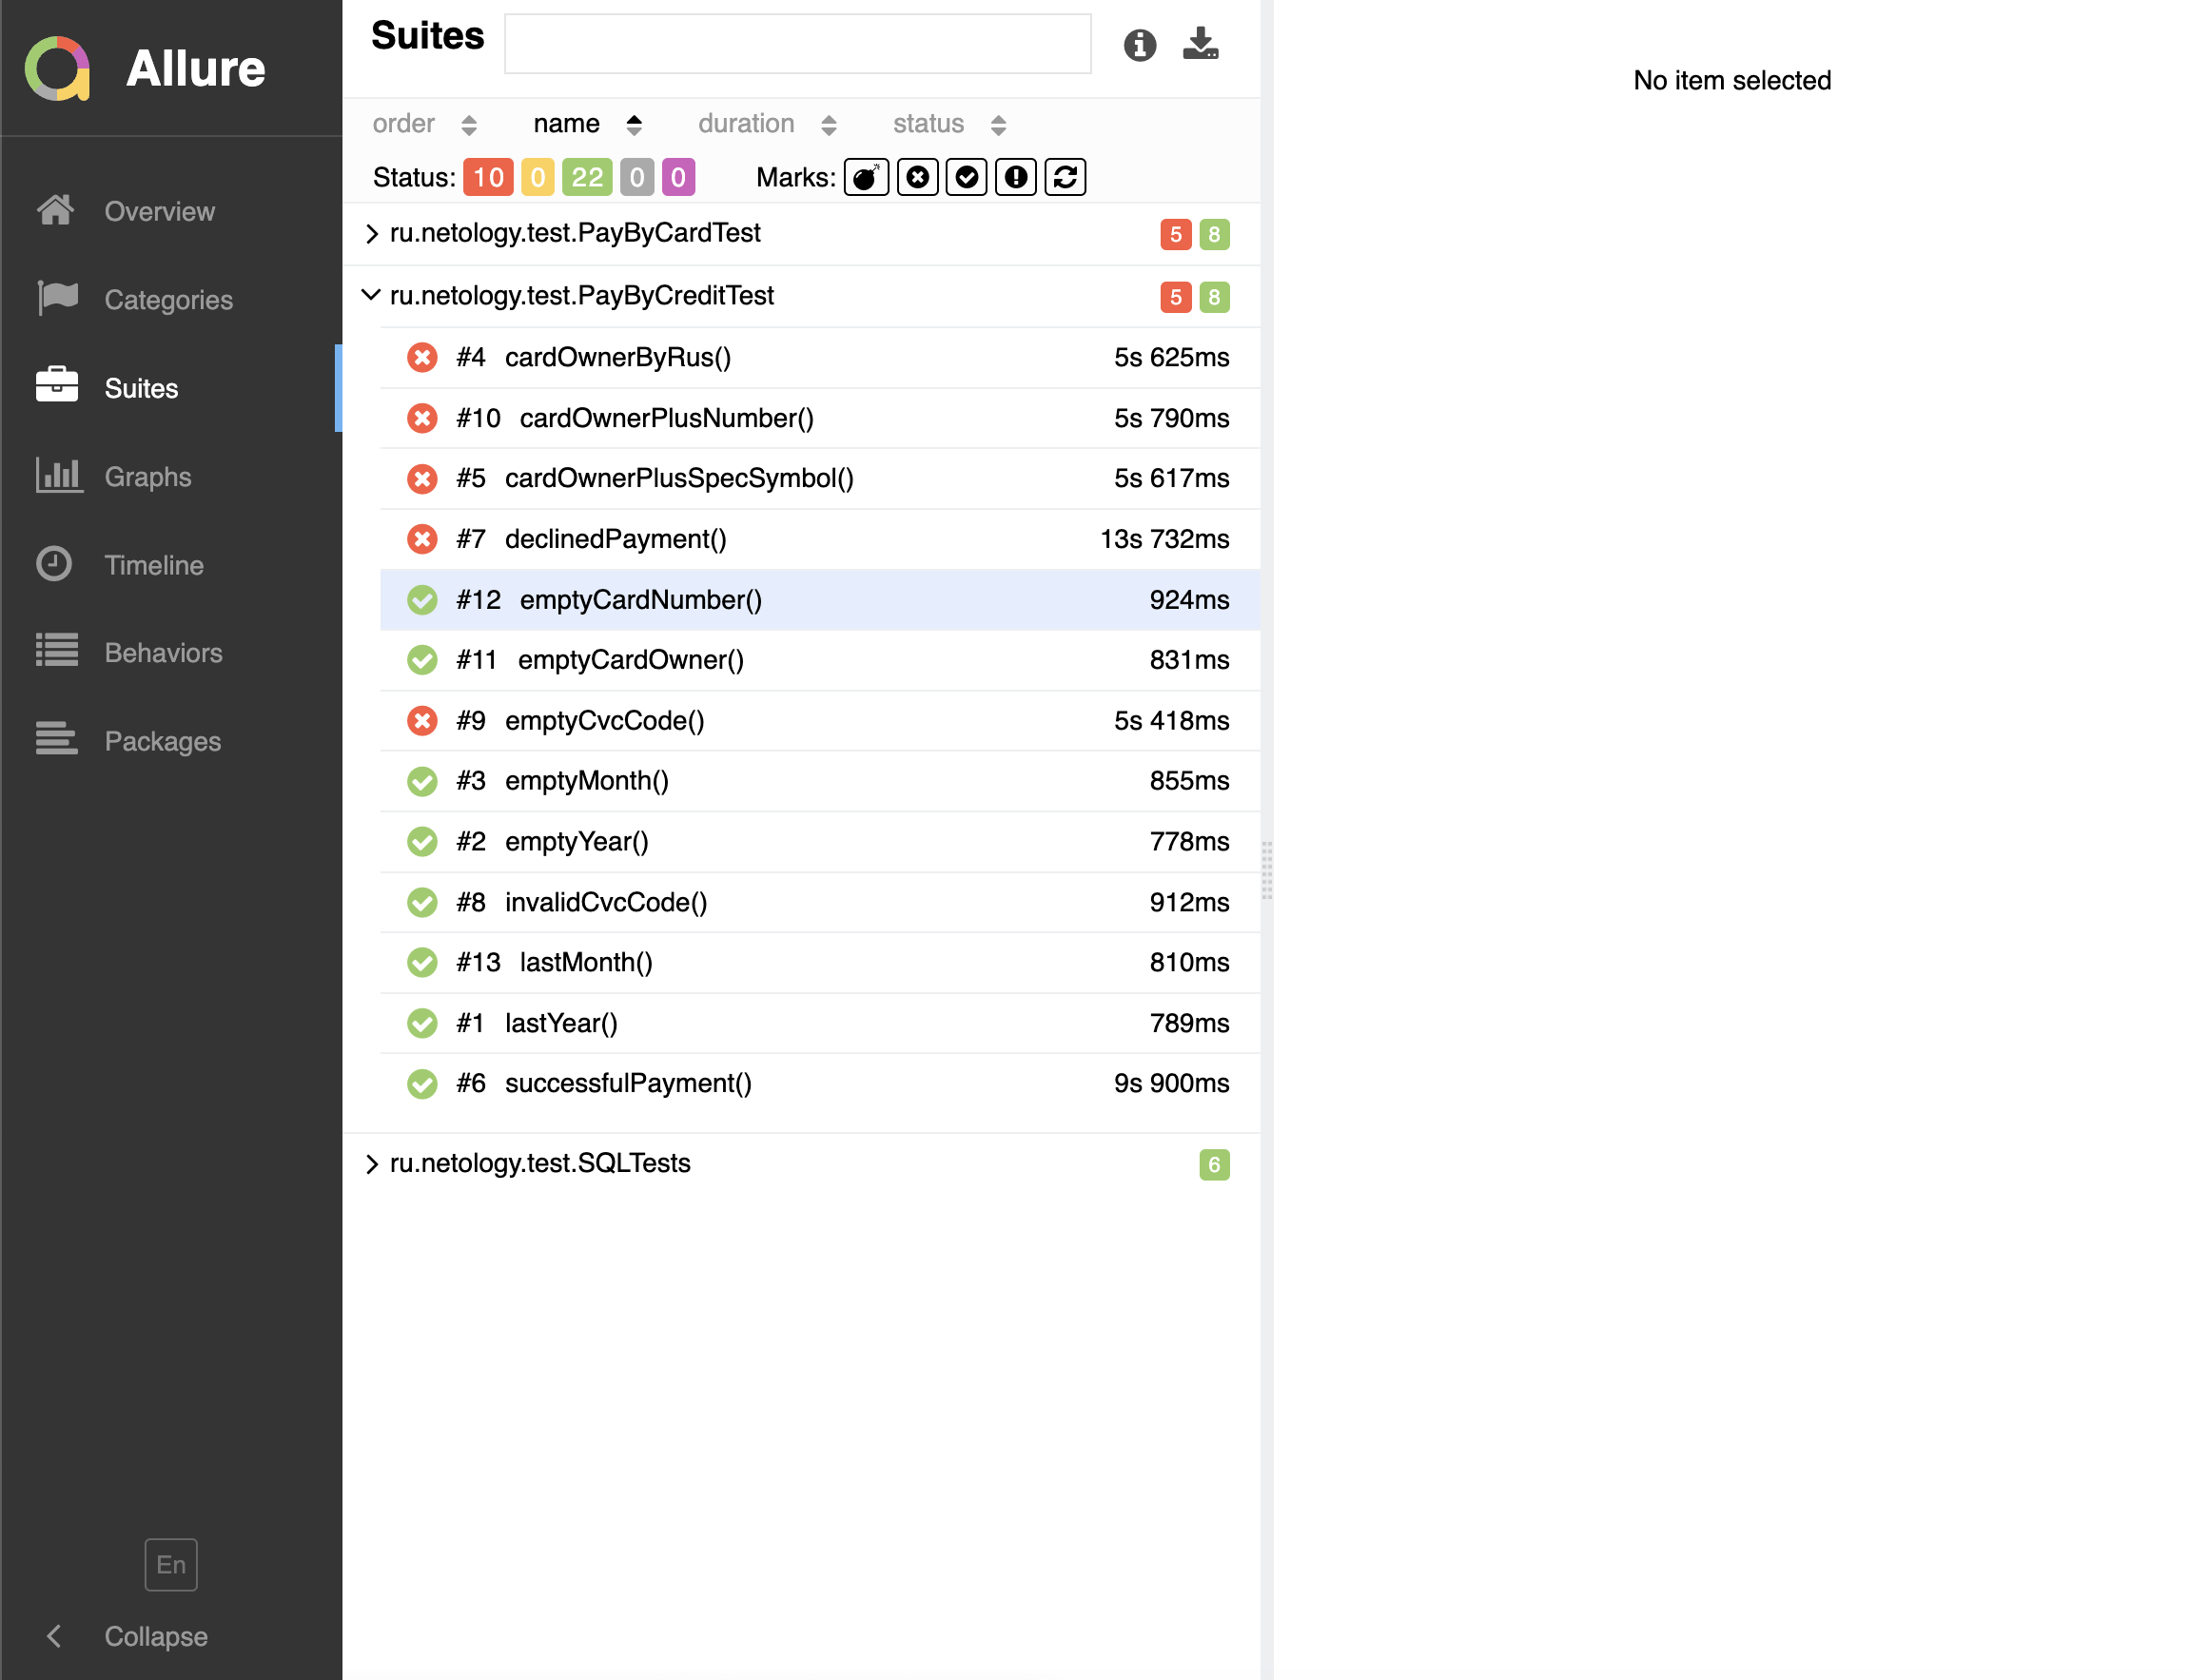 Allure
Overview
Categories
Suites
Graphs
Timeline
Behaviors
Packages
En
Collapse
Suites
order name duration status
Status: 10 0 22 0 0 Marks:
ru.netology.test.PayByCardTest 5 8
ru.netology.test.PayByCreditTest 5 8
#4 cardOwnerByRus() 5s 625ms
#10 cardOwnerPlusNumber() 5s 790ms
#5 cardOwnerPlusSpecSymbol() 5s 617ms
#7 declinedPayment() 13s 732ms
#12 emptyCardNumber() 924ms
#11 emptyCardOwner() 831ms
#9 emptyCvcCode() 5s 418ms
#3 emptyMonth() 855ms
#2 emptyYear() 778ms
#8 invalidCvcCode() 912ms
#13 lastMonth() 810ms
#1 lastYear() 789ms
#6 successfulPayment() 9s 900ms
ru.netology.test.SQLTests 6
No item selected